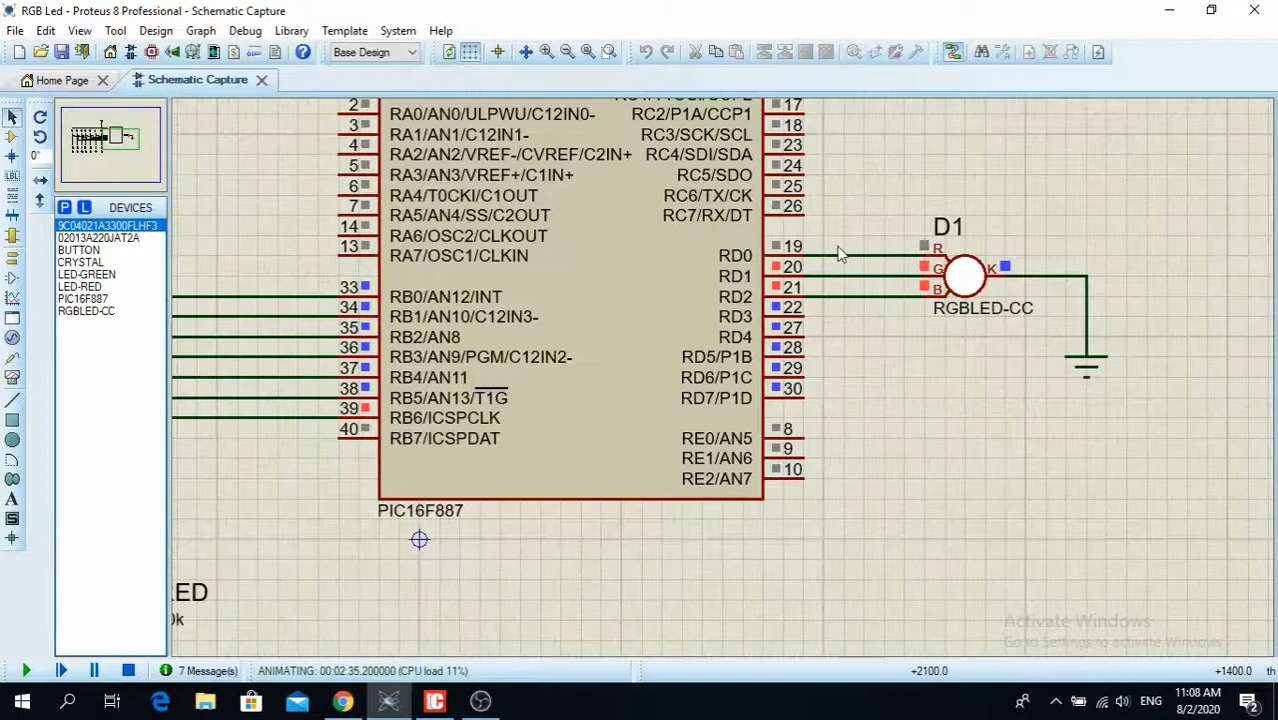 RGB Led - Proteus 8 Professional - Schematic Capture
File Edit View Tool Design Graph Debug Library Template System Help
Base Design
Home Page
Schematic Capture
0°
P L DEVICES
9C04021A3300FLHF3
02013A220JAT2A
BUTTON
CRYSTAL
LED-GREEN
LED-RED
PIC16F887
RGBLED-CC
2 RA0/AN0/ULPWU/C12IN0-
3 RA1/AN1/C12IN1-
4 RA2/AN2/VREF-/CVREF/C2IN+
5 RA3/AN3/VREF+/C1IN+
6 RA4/T0CKI/C1OUT
7 RA5/AN4/SS/C2OUT
14 RA6/OSC2/CLKOUT
13 RA7/OSC1/CLKIN
33 RB0/AN12/INT
34 RB1/AN10/C12IN3-
35 RB2/AN8
36 RB3/AN9/PGM/C12IN2-
37 RB4/AN11
38 RB5/AN13/T1G
39 RB6/ICSPCLK
40 RB7/ICSPDAT
RC2/P1A/CCP1 17
RC3/SCK/SCL 18
RC4/SDI/SDA 23
RC5/SDO 24
RC6/TX/CK 25
RC7/RX/DT 26
RD0 19
RD1 20
RD2 21
RD3 22
RD4 27
RD5/P1B 28
RD6/P1C 29
RD7/P1D 30
RE0/AN5 8
RE1/AN6 9
RE2/AN7 10
PIC16F887
D1
R
G
B
K
RGBLED-CC
Activate Windows
Go to Settings to activate Windows.
7 Message(s)
ANIMATING: 00:02:35.200000 (CPU load 11%)
+2100.0
+1400.0
th
ENG
11:08 AM
8/2/2020
2